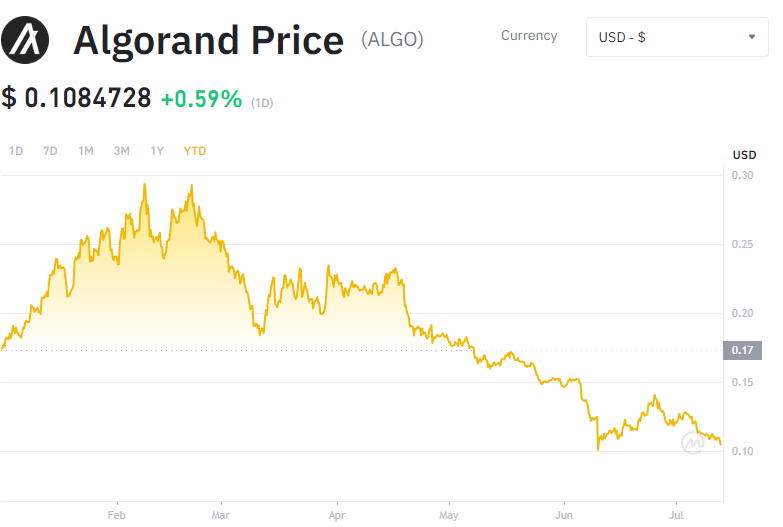 Algorand Price (ALGO)
Currency
USD - $
$ 0.1084728 +0.59% (1D)
1D 7D 1M 3M 1Y YTD
USD
0.30
0.25
0.20
0.17
0.15
0.10
Feb Mar Apr May Jun Jul